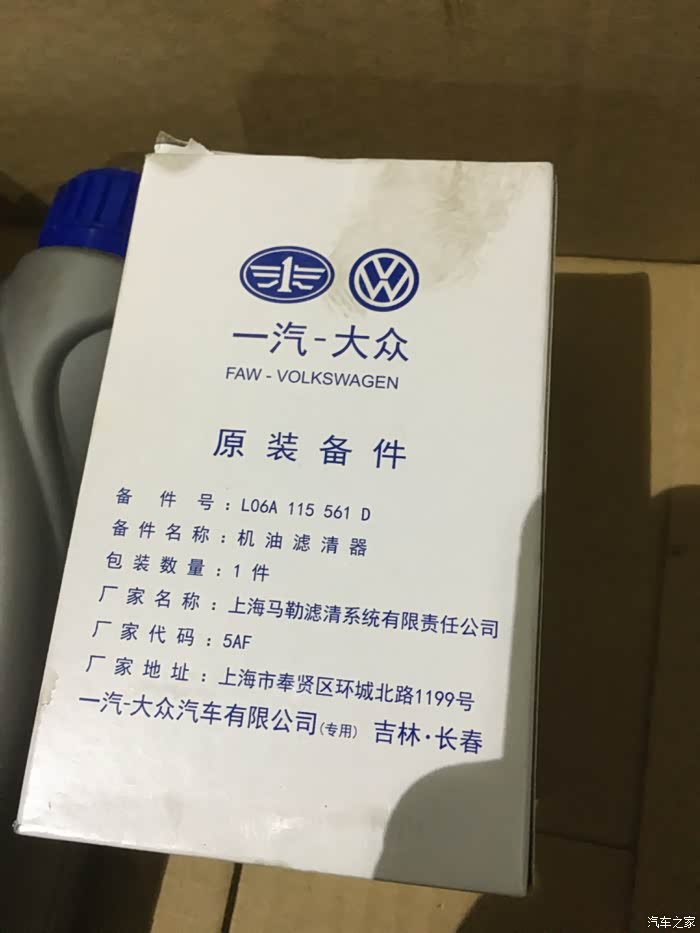 一汽-大众
FAW - VOLKSWAGEN
原装备件
备件号：L06A 115 561 D
备件名称：机油滤清器
包装数量：1件
厂家名称：上海马勒滤清系统有限责任公司
厂家代码：5AF
厂家地址：上海市奉贤区环城北路1199号
一汽-大众汽车有限公司(专用) 吉林·长春
汽车之家